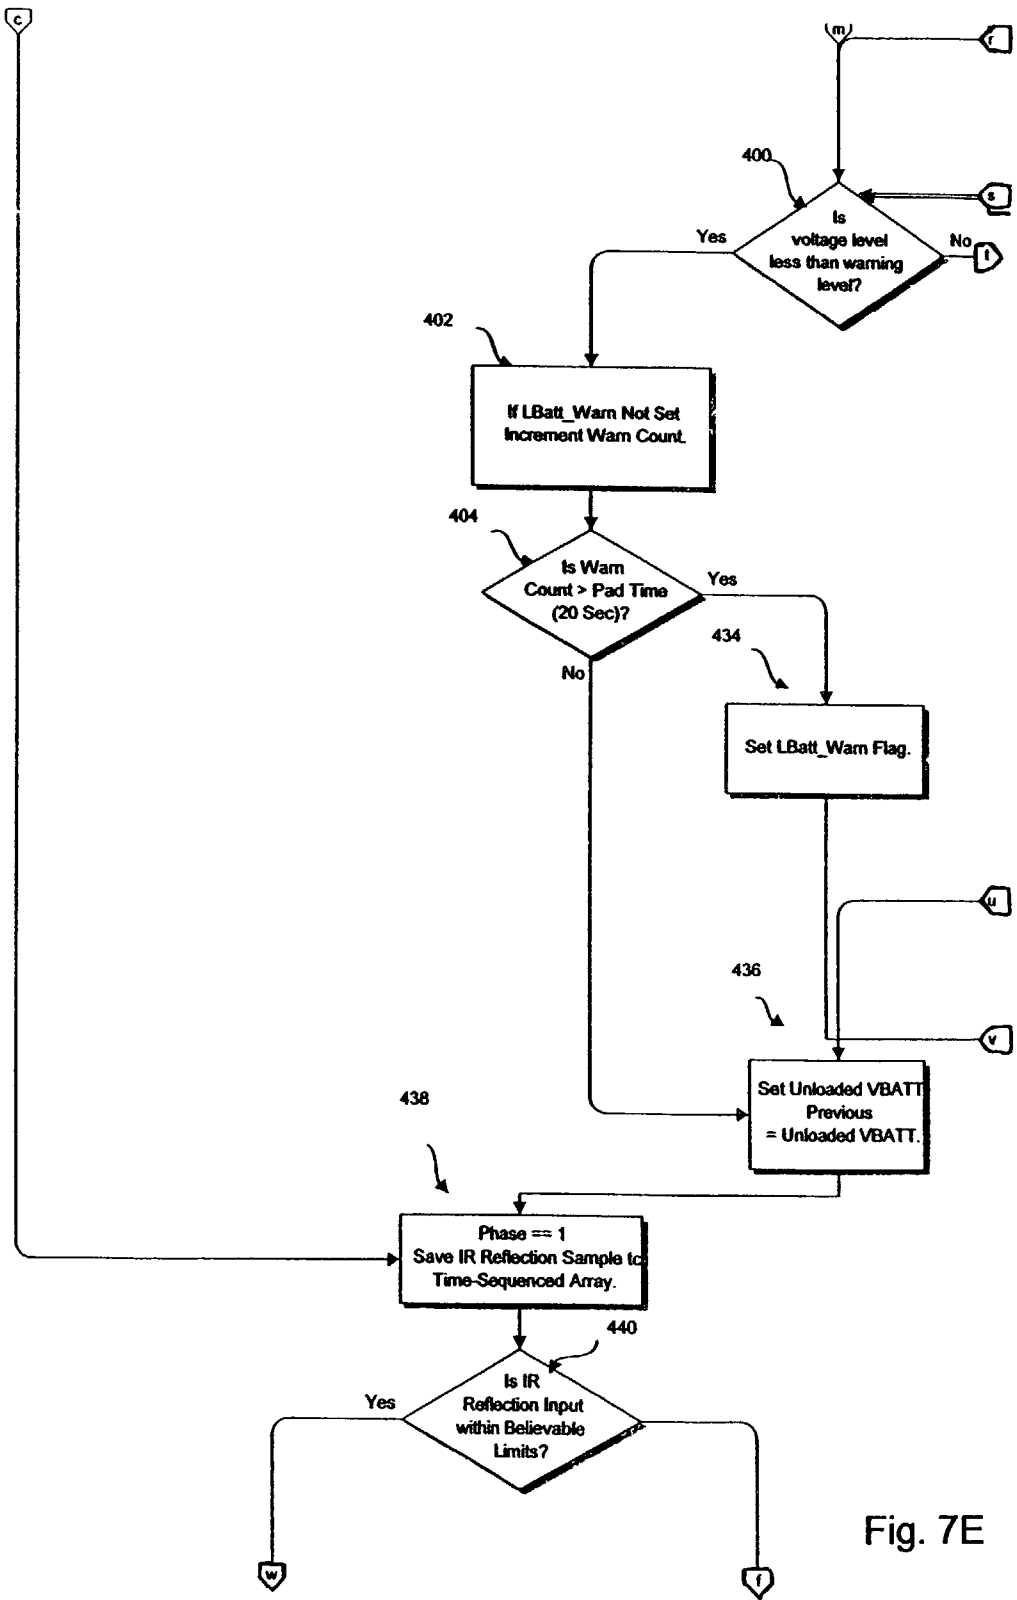 c
m
r
400
s
Is
voltage level
less than warning
level?
Yes
No
t
402
If LBatt_Warn Not Set
Increment Warn Count.
404
Is Warn
Count > Pad Time
(20 Sec)?
Yes
No
434
Set LBatt_Warn Flag.
u
436
v
Set Unloaded VBATT
Previous
= Unloaded VBATT.
438
Phase == 1
Save IR Reflection Sample to
Time-Sequenced Array.
440
Is IR
Reflection Input
within Believable
Limits?
Yes
w
f
Fig. 7E